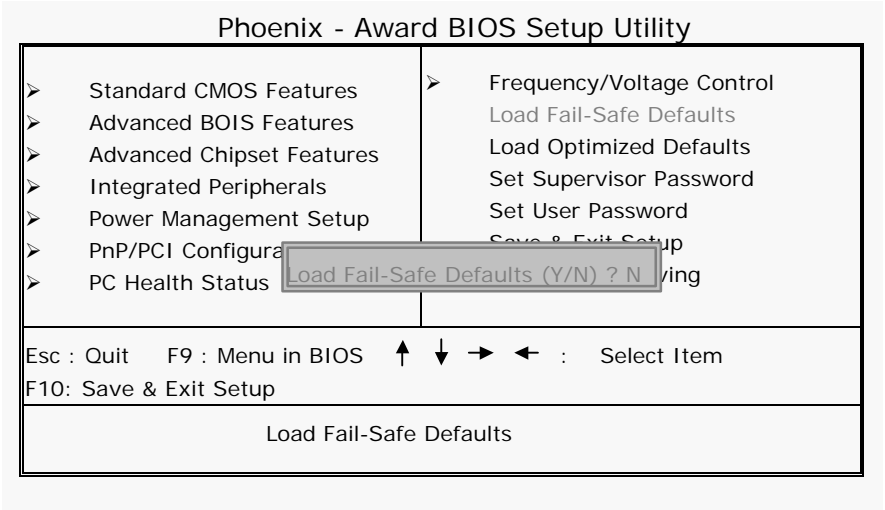 Phoenix - Award BIOS Setup Utility
Standard CMOS Features
Advanced BOIS Features
Advanced Chipset Features
Integrated Peripherals
Power Management Setup
PnP/PCI Configura
PC Health Status
Frequency/Voltage Control
Load Fail-Safe Defaults
Load Optimized Defaults
Set Supervisor Password
Set User Password
Save & Exit Setup
ving
Load Fail-Safe Defaults (Y/N) ? N
Esc : Quit F9 : Menu in BIOS ↑ ↓ → ← : Select Item
F10: Save & Exit Setup
Load Fail-Safe Defaults